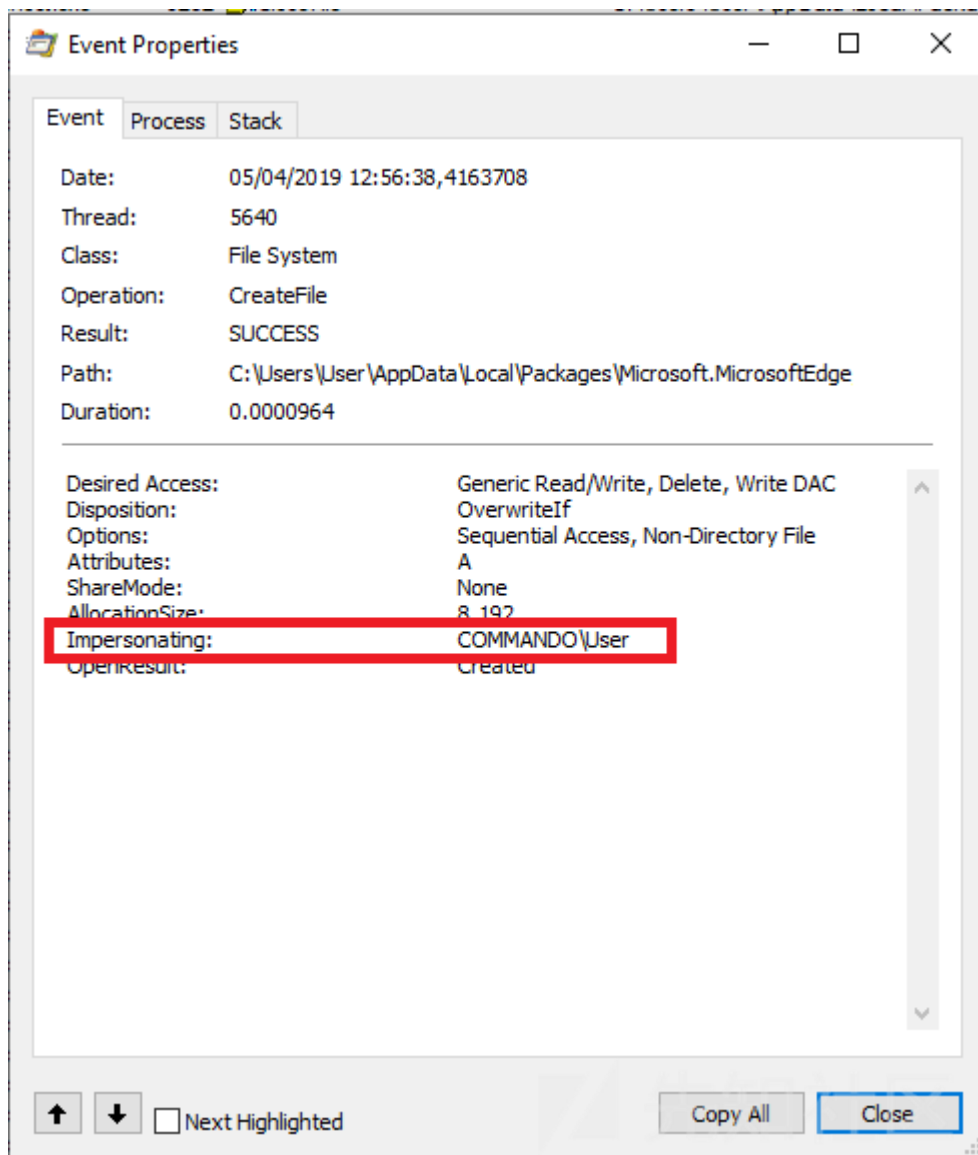 Event Properties
Event Process Stack
Date: 05/04/2019 12:56:38,4163708
Thread: 5640
Class: File System
Operation: CreateFile
Result: SUCCESS
Path: C:\Users\User\AppData\Local\Packages\Microsoft.MicrosoftEdge
Duration: 0.0000964
Desired Access: Generic Read/Write, Delete, Write DAC
Disposition: OverwriteIf
Options: Sequential Access, Non-Directory File
Attributes: A
ShareMode: None
AllocationSize: 8,192
Impersonating: COMMANDO\User
OpenResult: Created
Next Highlighted Copy All Close